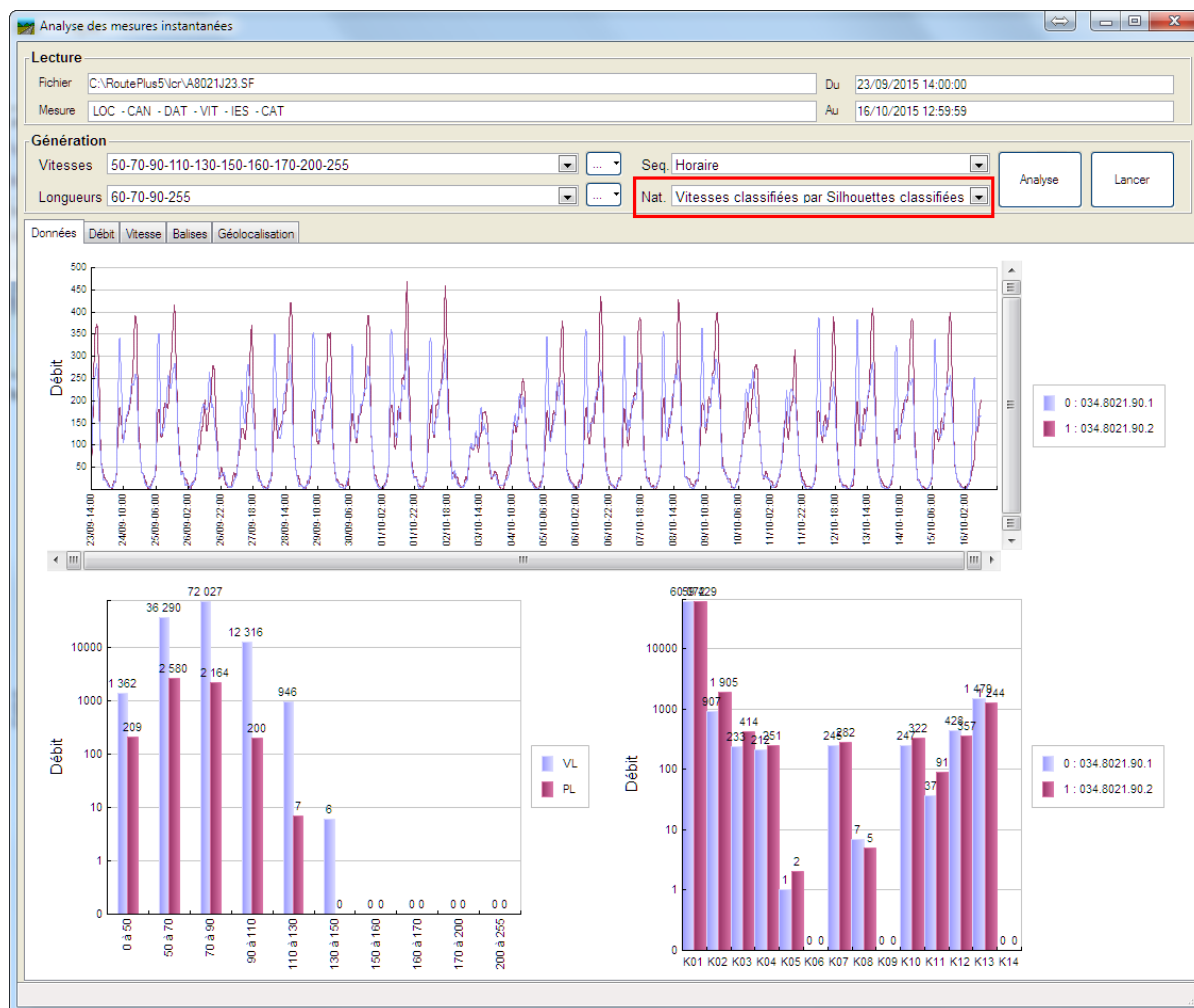 Analyse des mesures instantanées
Lecture
Fichier C:\RoutePlus5\lcr\A8021J23.SF Du 23/09/2015 14:00:00
Mesure LOC - CAN - DAT - VIT - IES - CAT Au 16/10/2015 12:59:59
Génération
Vitesses 50-70-90-110-130-150-160-170-200-255 ... Seq. Horaire
Longueurs 60-70-90-255 ... Nat. Vitesses classifiées par Silhouettes classifiées
Analyse Lancer
Données Débit Vitesse Balises Géolocalisation
500
450
400
350
300
250
200
150
100
50
Débit
23/09-14:00 24/09-10:00 25/09-06:00 26/09-02:00 26/09-22:00 27/09-18:00 28/09-14:00 29/09-10:00 29/09-06:00 30/09-02:00 01/10-02:00 01/10-22:00 02/10-18:00 03/10-14:00 04/10-10:00 05/10-06:00 06/10-02:00 06/10-22:00 07/10-18:00 08/10-14:00 09/10-10:00 10/10-06:00 11/10-02:00 11/10-22:00 12/10-18:00 13/10-14:00 14/10-10:00 15/10-06:00 16/10-02:00
0 : 034.8021.90.1
1 : 034.8021.90.2
72 027
36 290
12 316
1 362
2 580
2 164
946
209
200
7
6
0
0 0
0 0
0 0
0 0
10000
1000
100
10
1
0
Débit
0 à 50 50 à 70 70 à 90 90 à 110 110 à 130 130 à 150 150 à 160 160 à 170 170 à 200 200 à 255
VL
PL
907
1 905
233
414
212
251
1
2
0 0
245
282
7
5
0 0
247
322
37
91
428
357
1 479
1 244
0 0
10000
1000
100
10
1
0
Débit
K01 K02 K03 K04 K05 K06 K07 K08 K09 K10 K11 K12 K13 K14
0 : 034.8021.90.1
1 : 034.8021.90.2